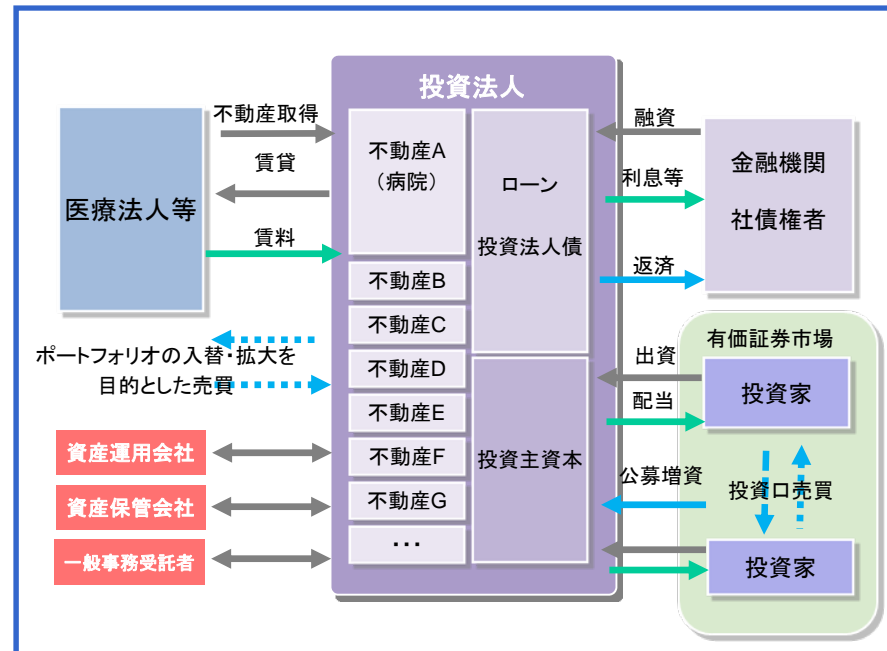 投資法人
不動産取得
賃貸
賃料
医療法人等
ポートフォリオの入替・拡大を
目的とした売買
資産運用会社
資産保管会社
一般事務受託者
不動産A
（病院）
不動産B
不動産C
不動産D
不動産E
不動産F
不動産G
…
ローン
投資法人債
投資主資本
融資
利息等
返済
金融機関
社債権者
有価証券市場
出資
配当
投資家
公募増資
投資口売買
投資家